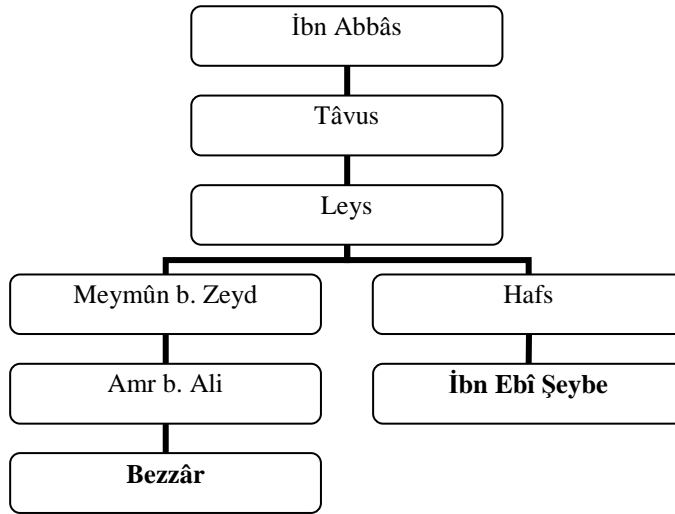 İbn Abbâs
Tâvus
Leys
Meymûn b. Zeyd
Hafs
Amr b. Ali
İbn Ebî Şeybe
Bezzâr